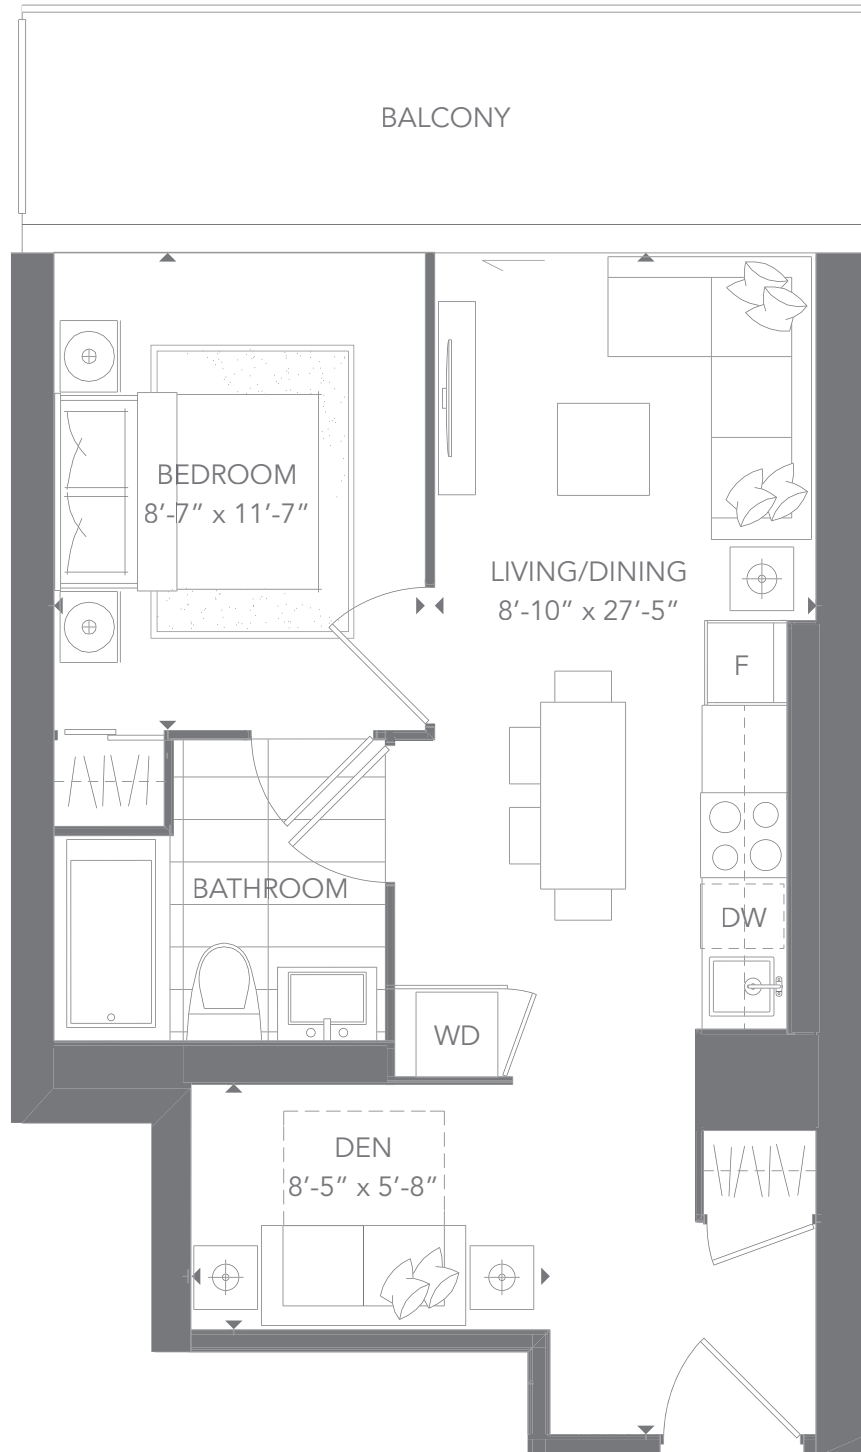 BALCONY
BEDROOM
8’-7” x 11’-7”
LIVING/DINING
8’-10” x 27’-5”
F
BATHROOM
DW
WD
DEN
8’-5” x 5’-8”